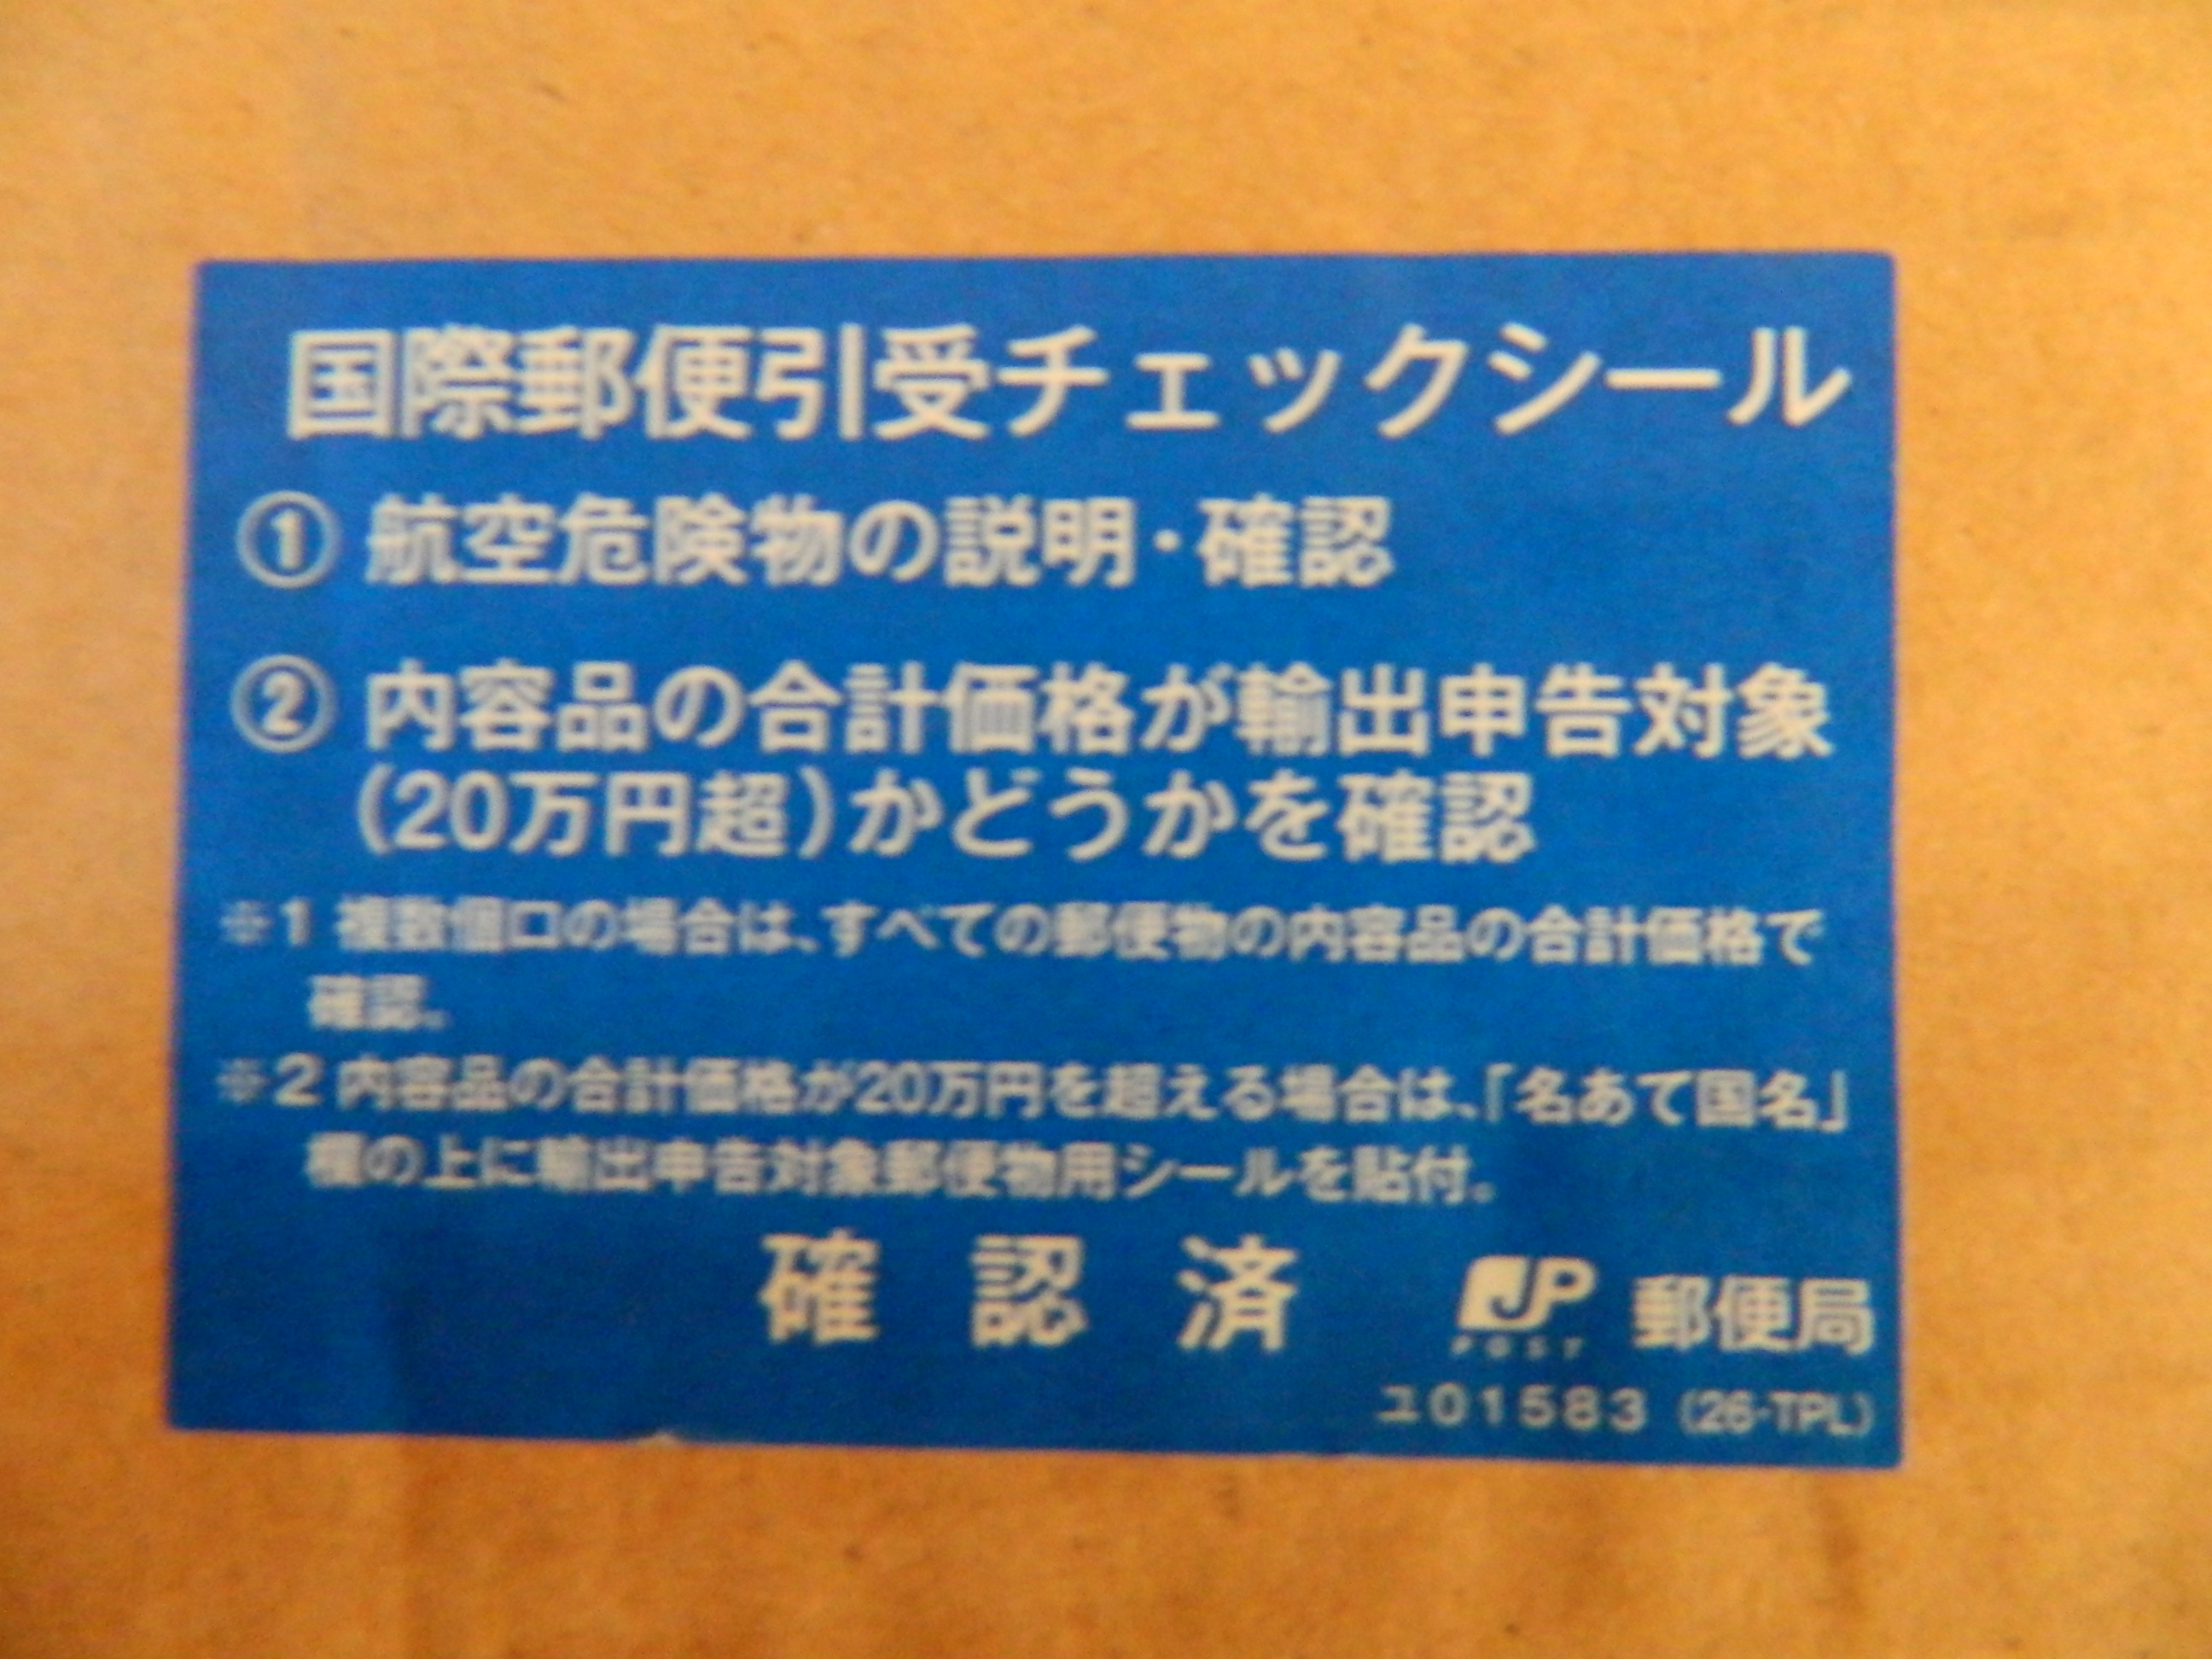 国際郵便引受チェックシール
① 航空危険物の説明・確認
② 内容品の合計価格が輸出申告対象
(20万円超)かどうかを確認
※1 複数個口の場合は、すべての郵便物の内容品の合計価格で
確認。
※2 内容品の合計価格が20万円を超える場合は、「名あて国名」
欄の上に輸出申告対象郵便物用シールを貼付。
確認済 JP POST 郵便局
ユ01583 (26-TPL)